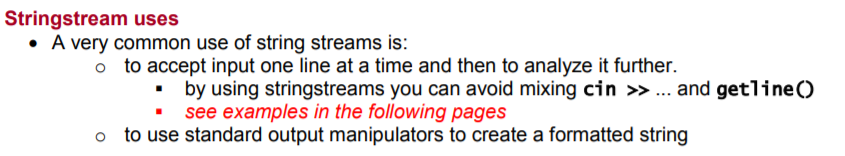 Stringstream uses
• A very common use of string streams is:
o to accept input one line at a time and then to analyze it further.
▪ by using stringstreams you can avoid mixing cin >> ... and getline()
▪ see examples in the following pages
o to use standard output manipulators to create a formatted string